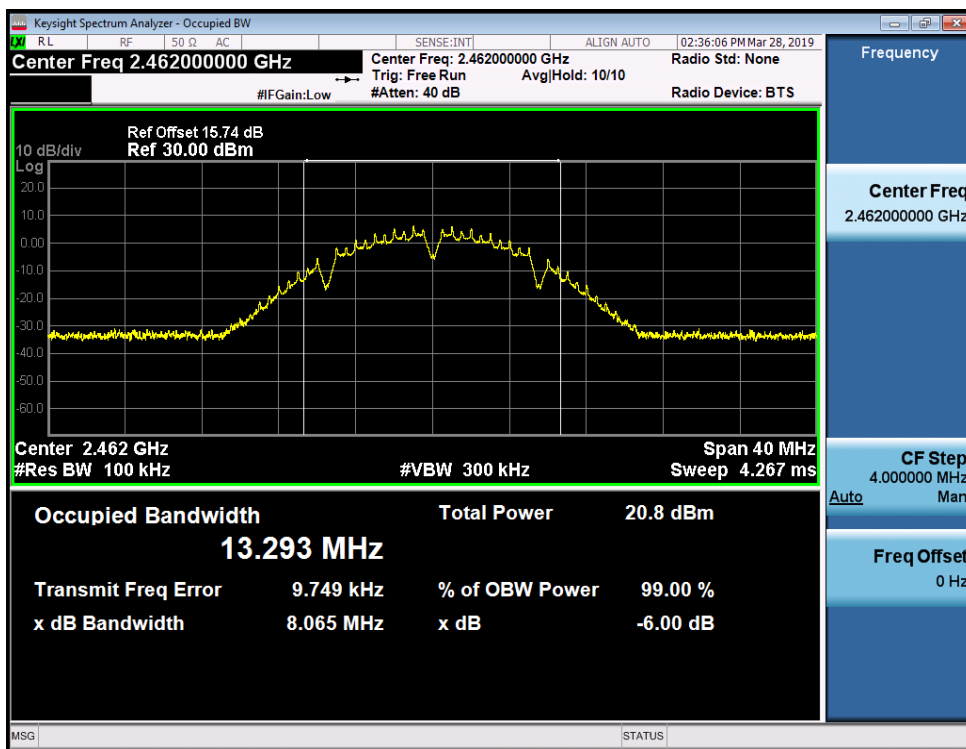 Keysight Spectrum Analyzer - Occupied BW
LXI RL RF 50 Ω AC SENSE:INT ALIGN AUTO 02:36:06 PM Mar 28, 2019
Center Freq 2.462000000 GHz
Center Freq: 2.462000000 GHz Radio Std: None
Trig: Free Run Avg|Hold: 10/10
#IFGain:Low #Atten: 40 dB Radio Device: BTS
Ref Offset 15.74 dB
10 dB/div Ref 30.00 dBm
Log
20.0
10.0
0.00
-10.0
-20.0
-30.0
-40.0
-50.0
-60.0
Center 2.462 GHz Span 40 MHz
#Res BW 100 kHz #VBW 300 kHz Sweep 4.267 ms
Occupied Bandwidth Total Power 20.8 dBm
13.293 MHz
Transmit Freq Error 9.749 kHz % of OBW Power 99.00 %
x dB Bandwidth 8.065 MHz x dB -6.00 dB
MSG STATUS
Frequency
Center Freq
2.462000000 GHz
CF Step
4.000000 MHz
Auto Man
Freq Offset
0 Hz